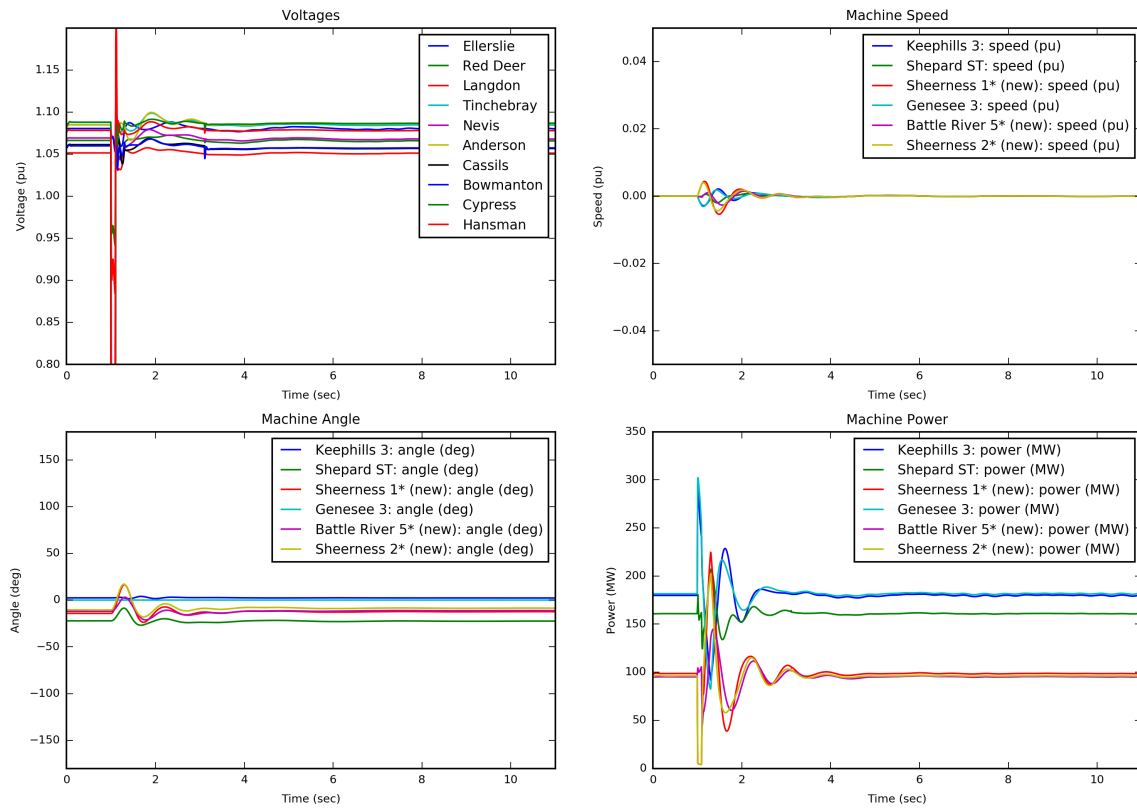 Voltages
1.15
1.10
1.05
1.00
0.95
0.90
0.85
0.80
Voltage (pu)
0 2 4 6 8 10
Time (sec)
Ellerslie
Red Deer
Langdon
Tinchebray
Nevis
Anderson
Cassils
Bowmanton
Cypress
Hansman
Machine Speed
0.04
0.02
0.00
−0.02
−0.04
Speed (pu)
0 2 4 6 8 10
Time (sec)
Keephills 3: speed (pu)
Shepard ST: speed (pu)
Sheerness 1* (new): speed (pu)
Genesee 3: speed (pu)
Battle River 5* (new): speed (pu)
Sheerness 2* (new): speed (pu)
Machine Angle
150
100
50
0
−50
−100
−150
Angle (deg)
0 2 4 6 8 10
Time (sec)
Keephills 3: angle (deg)
Shepard ST: angle (deg)
Sheerness 1* (new): angle (deg)
Genesee 3: angle (deg)
Battle River 5* (new): angle (deg)
Sheerness 2* (new): angle (deg)
Machine Power
350
300
250
200
150
100
50
0
Power (MW)
0 2 4 6 8 10
Time (sec)
Keephills 3: power (MW)
Shepard ST: power (MW)
Sheerness 1* (new): power (MW)
Genesee 3: power (MW)
Battle River 5* (new): power (MW)
Sheerness 2* (new): power (MW)